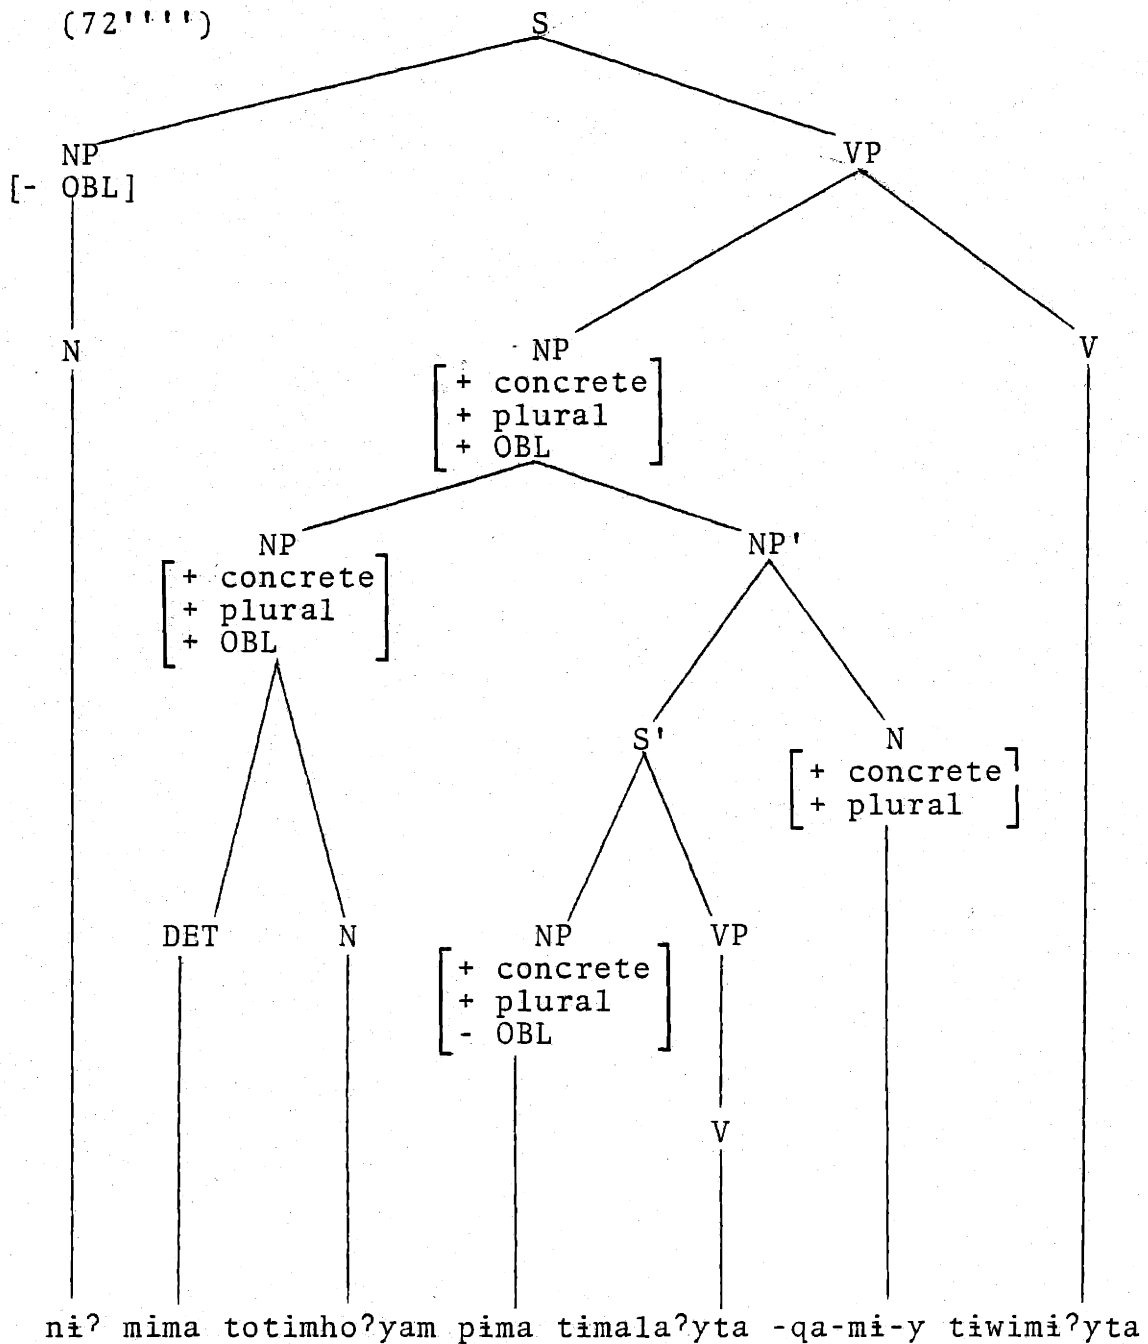 (72'''')
S
NP VP
[- OBL]
N NP V
[+ concrete
+ plural
+ OBL]
NP NP'
[+ concrete
+ plural
+ OBL]
S' N
[+ concrete
+ plural]
DET N NP VP
[+ concrete
+ plural
- OBL]
V
nɨʔ mima totimhoʔyam pɨma tɨmalaʔyta -qa-mɨ-y tɨwimɨʔyta